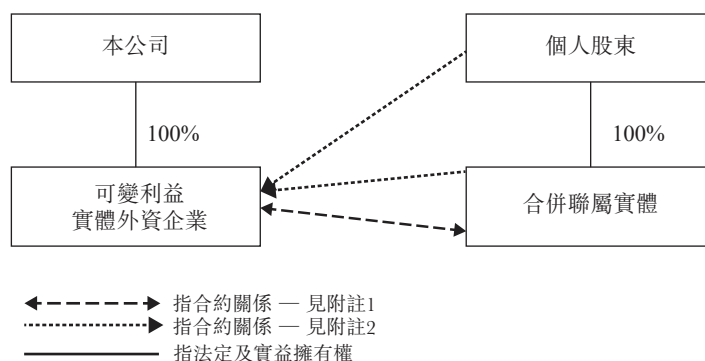 本公司
個人股東
100%
100%
可變利益
實體外資企業
合併聯屬實體
指合約關係 — 見附註1
指合約關係 — 見附註2
指法定及實益擁有權